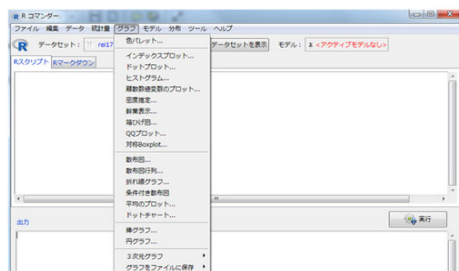 R コマンダー
ファイル 編集 データ 統計量 グラフ モデル 分布 ツール ヘルプ
R データセット: rei17 データセットを表示 モデル: Σ <アクティブモデルなし>
Rスクリプト Rマークダウン
色パレット...
インデックスプロット...
ドットプロット...
ヒストグラム...
離散数値変数のプロット...
密度推定...
幹葉表示...
箱ひげ図...
QQプロット...
対称Boxplot...
散布図...
散布図行列...
折れ線グラフ...
条件付き散布図
平均のプロット...
ドットチャート...
棒グラフ...
円グラフ...
3次元グラフ
グラフをファイルに保存
出力
実行